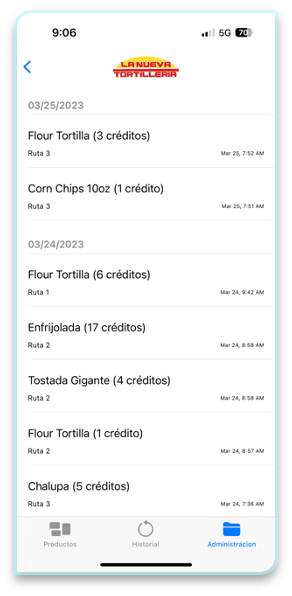 9:06
5G 70
LA NUEVA
TORTILLERIA
03/25/2023
Flour Tortilla (3 créditos)
Ruta 3 Mar 25, 7:52 AM
Corn Chips 10oz (1 crédito)
Ruta 3 Mar 25, 7:51 AM
03/24/2023
Flour Tortilla (6 créditos)
Ruta 1 Mar 24, 9:42 AM
Enfrijolada (17 créditos)
Ruta 2 Mar 24, 8:58 AM
Tostada Gigante (4 créditos)
Ruta 2 Mar 24, 8:58 AM
Flour Tortilla (1 crédito)
Ruta 2 Mar 24, 8:57 AM
Chalupa (5 créditos)
Ruta 3 Mar 24, 7:36 AM
Productos Historial Administracion